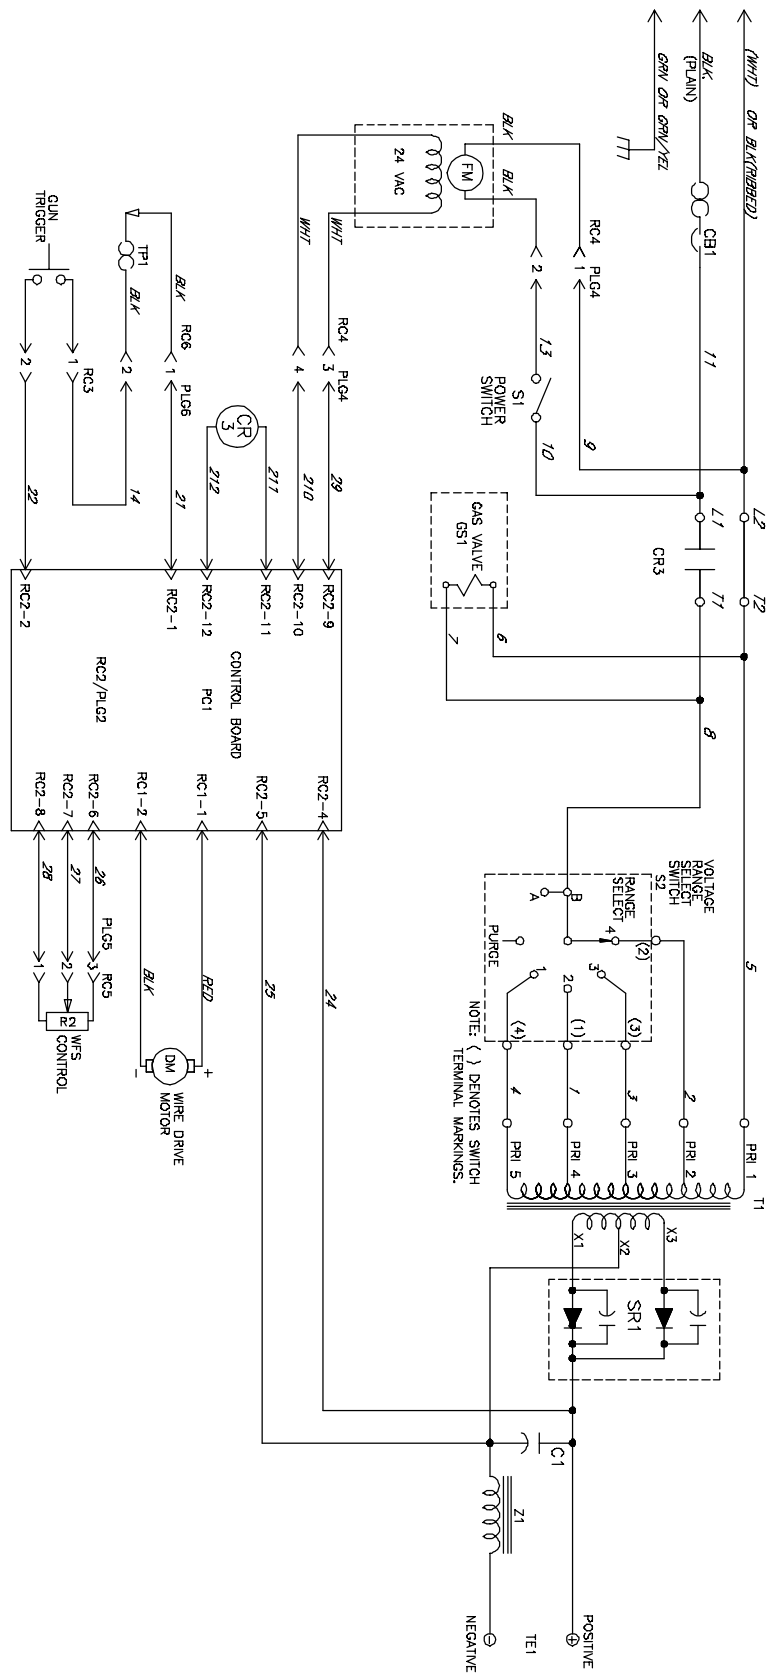 (WHT) OR BLK(RIBBED)
BLK.
(PLAIN)
GRN OR GRN/YEL
CB1
11
L2
T2
L1
T1
CR3
5
8
BLK
BLK
FM
24 VAC
WHT
WHT
RC4
PLG4
1
2
13
S1
POWER
SWITCH
10
9
GAS VALVE
GS1
6
7
RC4
PLG4
3
4
29
210
CR
3
211
212
TP1
BLK
BLK
RC6
PLG6
1
2
21
14
GUN
TRIGGER
1
2
RC3
22
RC2-9
RC2-10
RC2-11
RC2-12
RC2-1
RC2-2
CONTROL BOARD
PC1
RC2/PLG2
RC2-4
RC2-5
RC1-1
RC1-2
RC2-6
RC2-7
RC2-8
24
25
RED
BLK
26
27
28
PLG5
RC5
3
2
1
R2
WFS
CONTROL
+
DM
-
WIRE DRIVE
MOTOR
VOLTAGE
RANGE
SELECT
SWITCH
S2
RANGE
SELECT
A
B
PURGE
4
3
2
1
(2)
(3)
(1)
(4)
NOTE: ( ) DENOTES SWITCH
TERMINAL MARKINGS.
2
3
1
4
PRI 1
PRI 2
PRI 3
PRI 4
PRI 5
T1
X3
X2
X1
SR1
C1
Z1
POSITIVE
+
TE1
-
NEGATIVE